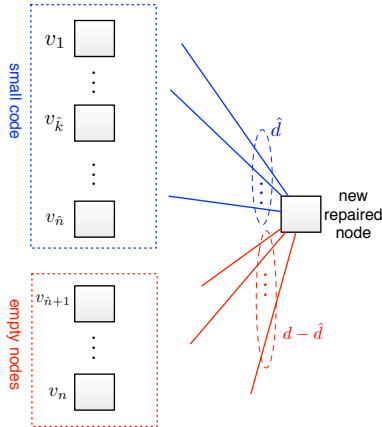 small code
v_1
...
v_{\hat{k}}
...
v_{\hat{n}}
\hat{d}
...
new
repaired
node
empty nodes
v_{\hat{n}+1}
...
v_n
...
d − \hat{d}